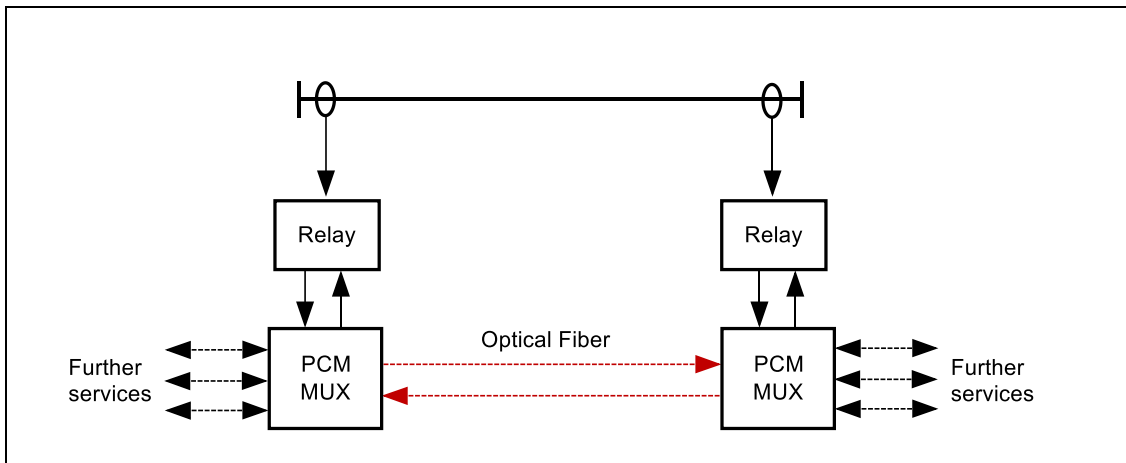 Relay
Relay
Optical Fiber
Further
services
PCM
MUX
PCM
MUX
Further
services